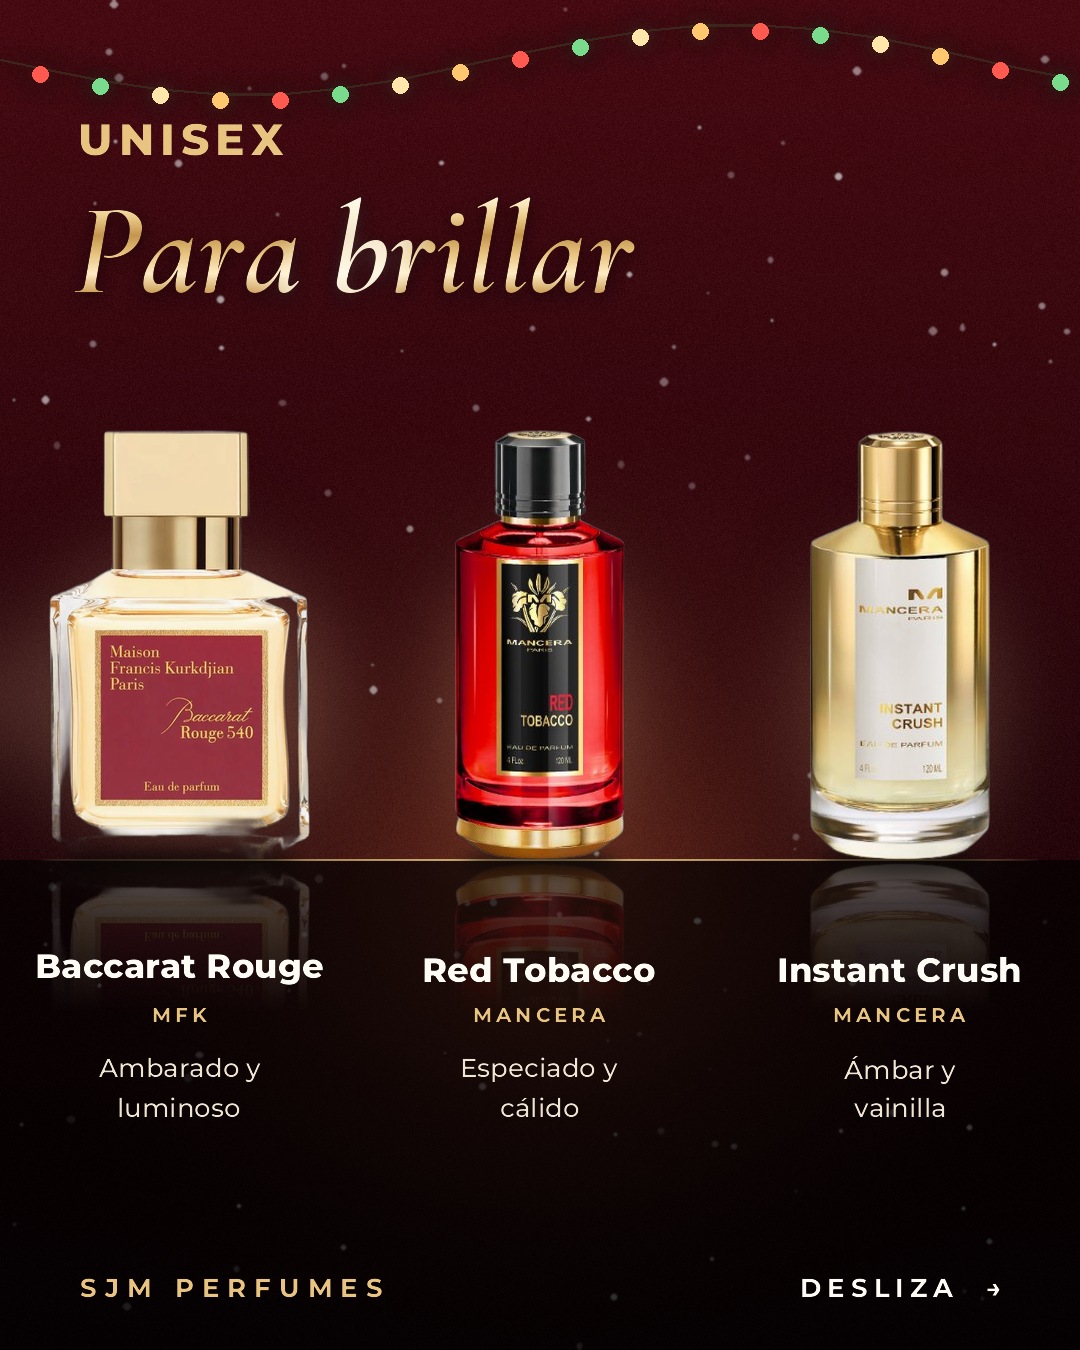 UNISEX
Para brillar
Maison
Francis Kurkdjian
Paris
Baccarat
Rouge 540
Eau de parfum
MANCERA
PARIS
RED
TOBACCO
EAU DE PARFUM
4 FL.oz. 120 ML
MANCERA
PARIS
INSTANT
CRUSH
EAU DE PARFUM
4 FL. 120 ML
Baccarat Rouge
MFK
Ambarado y
luminoso
Red Tobacco
MANCERA
Especiado y
cálido
Instant Crush
MANCERA
Ámbar y
vainilla
SJM PERFUMES
DESLIZA →